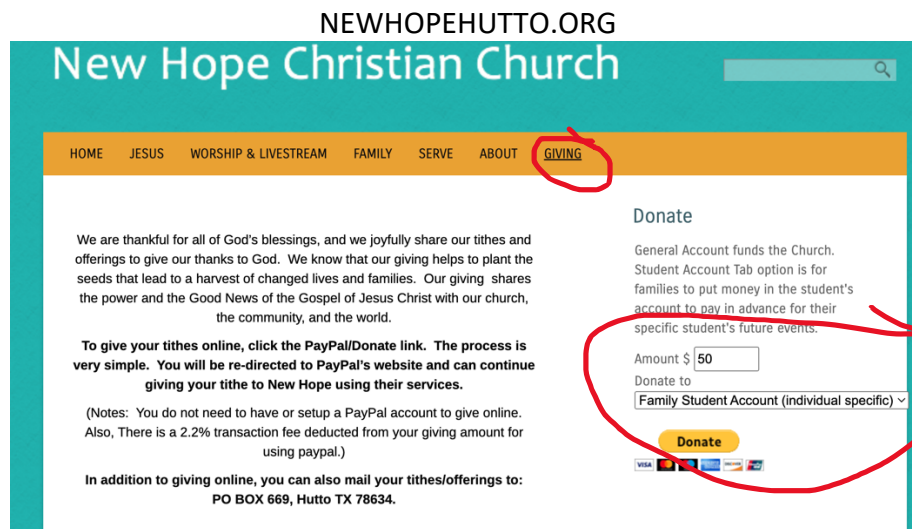 NEWHOPEHUTTO.ORG
New Hope Christian Church
HOME JESUS WORSHIP & LIVESTREAM FAMILY SERVE ABOUT GIVING
We are thankful for all of God's blessings, and we joyfully share our tithes and
offerings to give our thanks to God. We know that our giving helps to plant the
seeds that lead to a harvest of changed lives and families. Our giving shares
the power and the Good News of the Gospel of Jesus Christ with our church,
the community, and the world.
To give your tithes online, click the PayPal/Donate link. The process is
very simple. You will be re-directed to PayPal's website and can continue
giving your tithe to New Hope using their services.
(Notes: You do not need to have or setup a PayPal account to give online.
Also, There is a 2.2% transaction fee deducted from your giving amount for
using paypal.)
In addition to giving online, you can also mail your tithes/offerings to:
PO BOX 669, Hutto TX 78634.
Donate
General Account funds the Church.
Student Account Tab option is for
families to put money in the student's
account to pay in advance for their
specific student's future events.
Amount $ 50
Donate to
Family Student Account (individual specific)
Donate
VISA